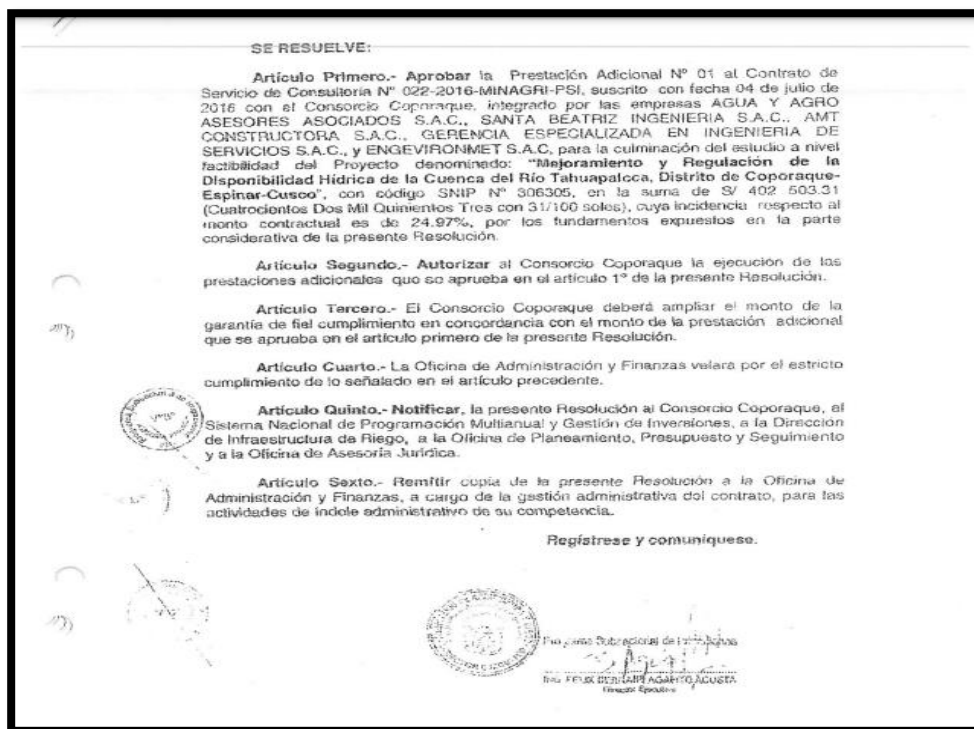 SE RESUELVE:
Artículo Primero.- Aprobar la Prestación Adicional Nº 01 al Contrato de
Servicio de Consultoría Nº 022-2016-MINAGRI-PSI, suscrito con fecha 04 de julio de
2016 con el Consorcio Coporaque, integrado por las empresas AGUA Y AGRO
ASESORES ASOCIADOS S.A.C., SANTA BEATRIZ INGENIERIA S.A.C., AMT
CONSTRUCTORA S.A.C., GERENCIA ESPECIALIZADA EN INGENIERIA DE
SERVICIOS S.A.C., y ENGEVIRONMET S.A.C, para la culminación del estudio a nivel
factibilidad del Proyecto denominado: "Mejoramiento y Regulación de la
Disponibilidad Hídrica de la Cuenca del Río Tahuapalcca, Distrito de Coporaque-
Espinar-Cusco", con código SNIP Nº 306305, en la suma de S/ 402 503.31
(Cuatrocientos Dos Mil Quinientos Tres con 31/100 soles), cuya incidencia respecto al
monto contractual es de 24.97%, por los fundamentos expuestos en la parte
considerativa de la presente Resolución.
Artículo Segundo.- Autorizar al Consorcio Coporaque la ejecución de las
prestaciones adicionales que se aprueba en el artículo 1º de la presente Resolución.
Artículo Tercero.- El Consorcio Coporaque deberá ampliar el monto de la
garantía de fiel cumplimiento en concordancia con el monto de la prestación adicional
que se aprueba en el artículo primero de la presente Resolución.
Artículo Cuarto.- La Oficina de Administración y Finanzas velara por el estricto
cumplimiento de lo señalado en el artículo precedente.
Artículo Quinto.- Notificar, la presente Resolución al Consorcio Coporaque, al
Sistema Nacional de Programación Multianual y Gestión de Inversiones, a la Dirección
de Infraestructura de Riego, a la Oficina de Planeamiento, Presupuesto y Seguimiento
y a la Oficina de Asesoría Jurídica.
Artículo Sexto.- Remitir copia de la presente Resolución a la Oficina de
Administración y Finanzas, a cargo de la gestión administrativa del contrato, para las
actividades de índole administrativo de su competencia.
Regístrese y comuníquese.
Programa Subsectorial de
ING. FELIX AGAPITO ACOSTA
Director Ejecutivo